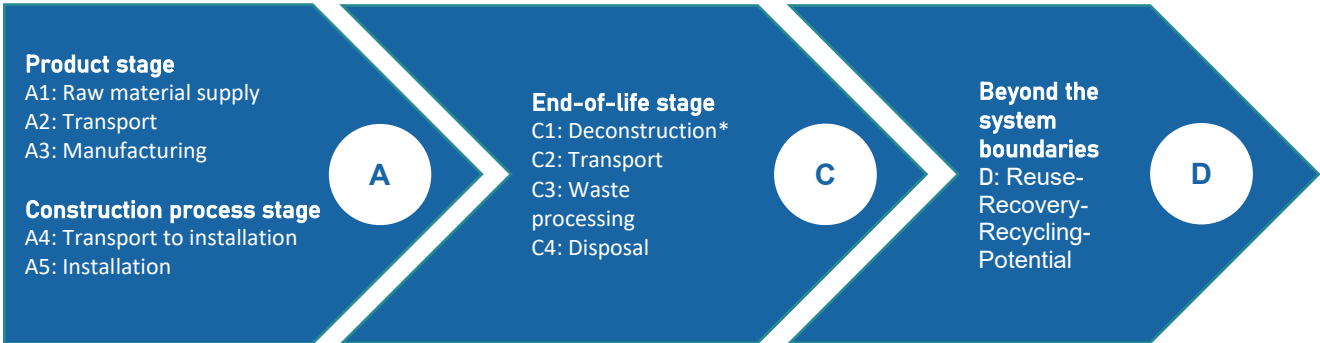 Product stage
A1: Raw material supply
A2: Transport
A3: Manufacturing
Construction process stage
A4: Transport to installation
A5: Installation
A
End-of-life stage
C1: Deconstruction*
C2: Transport
C3: Waste
processing
C4: Disposal
C
Beyond the
system
boundaries
D: Reuse-
Recovery-
Recycling-
Potential
D